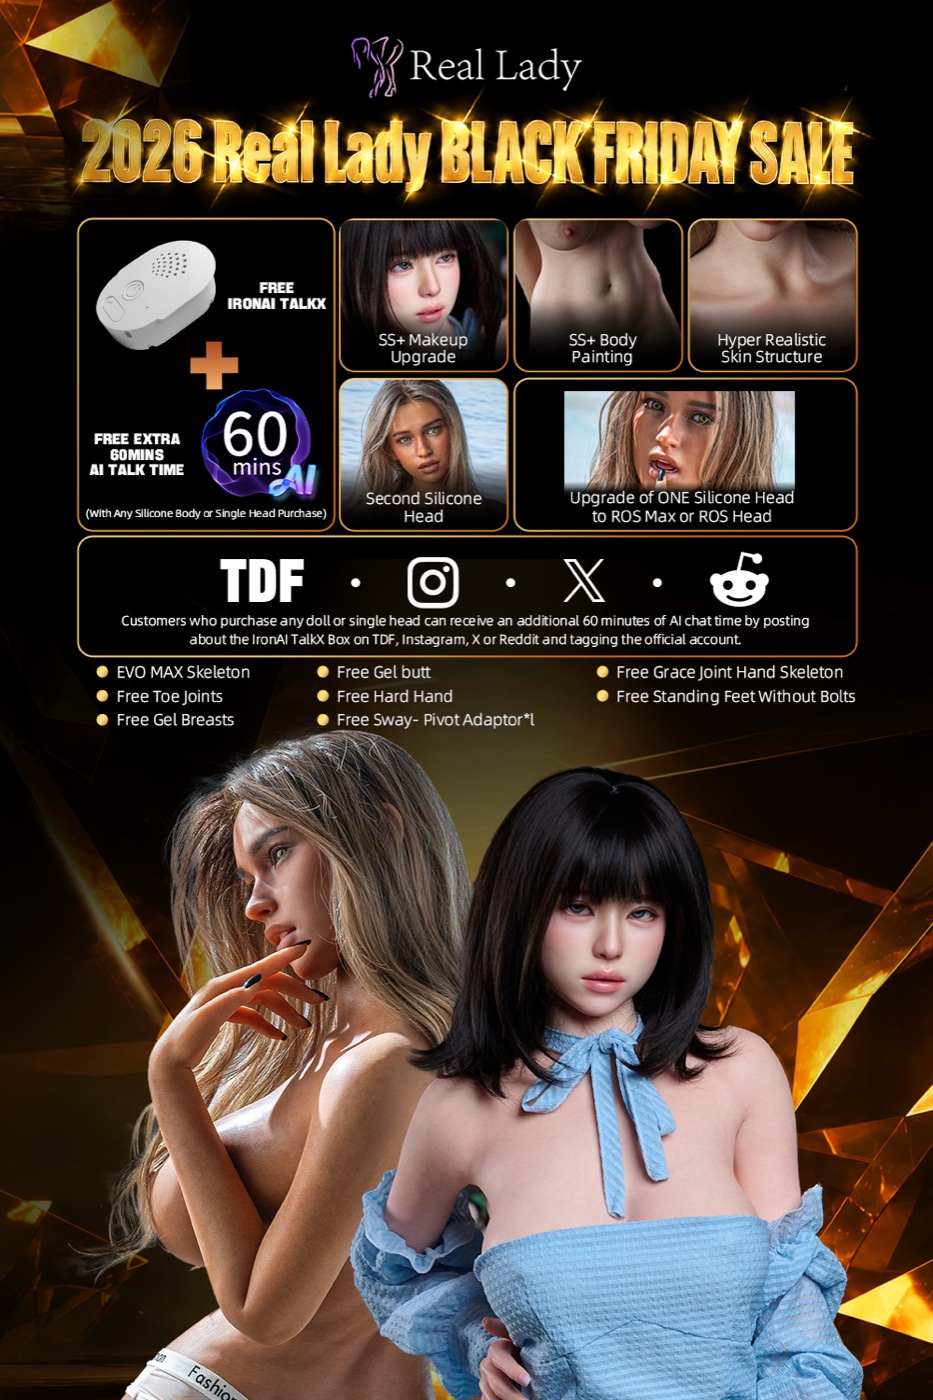 Real Lady
2026 Real Lady BLACK FRIDAY SALE
FREE
IRONAI TALKX
FREE EXTRA
60MINS
AI TALK TIME
60
mins
AI
(With Any Silicone Body or Single Head Purchase)
SS+ Makeup
Upgrade
SS+ Body
Painting
Hyper Realistic
Skin Structure
Second Silicone
Head
Upgrade of ONE Silicone Head
to ROS Max or ROS Head
TDF
Customers who purchase any doll or single head can receive an additional 60 minutes of AI chat time by posting
about the IronAI TalkX Box on TDF, Instagram, X or Reddit and tagging the official account.
EVO MAX Skeleton
Free Toe Joints
Free Gel Breasts
Free Gel butt
Free Hard Hand
Free Sway- Pivot Adaptor*l
Free Grace Joint Hand Skeleton
Free Standing Feet Without Bolts
Fashion